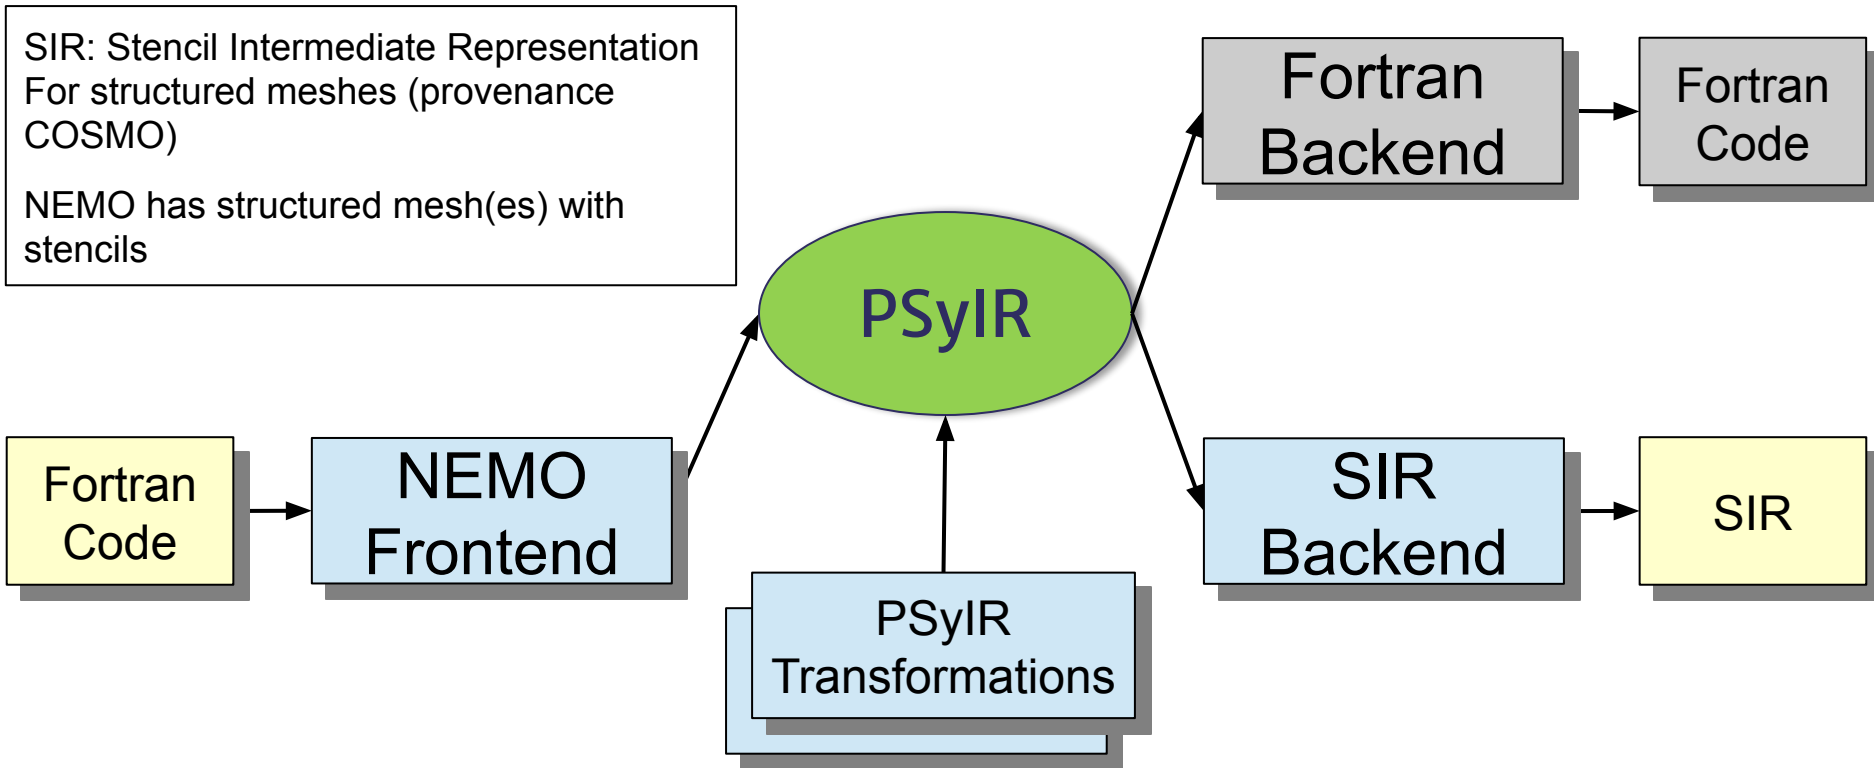 SIR: Stencil Intermediate Representation
For structured meshes (provenance
COSMO)
NEMO has structured mesh(es) with
stencils
Fortran
Backend
Fortran
Code
PSyIR
Fortran
Code
NEMO
Frontend
SIR
Backend
SIR
PSyIR
Transformations